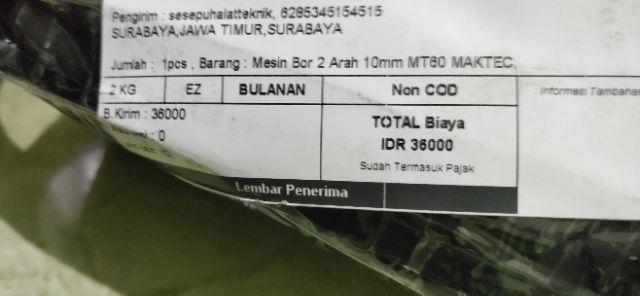 Pengirim : sesepuhalatteknik, 6285345154515
SURABAYA,JAWA TIMUR,SURABAYA
Jumlah : 1pcs , Barang : Mesin Bor 2 Arah 10mm MT60 MAKTEC,
2 KG EZ BULANAN Non COD Informasi Tambahan
B.Kirim : 36000
: 0
TOTAL Biaya
IDR 36000
Sudah Termasuk Pajak
Lembar Penerima